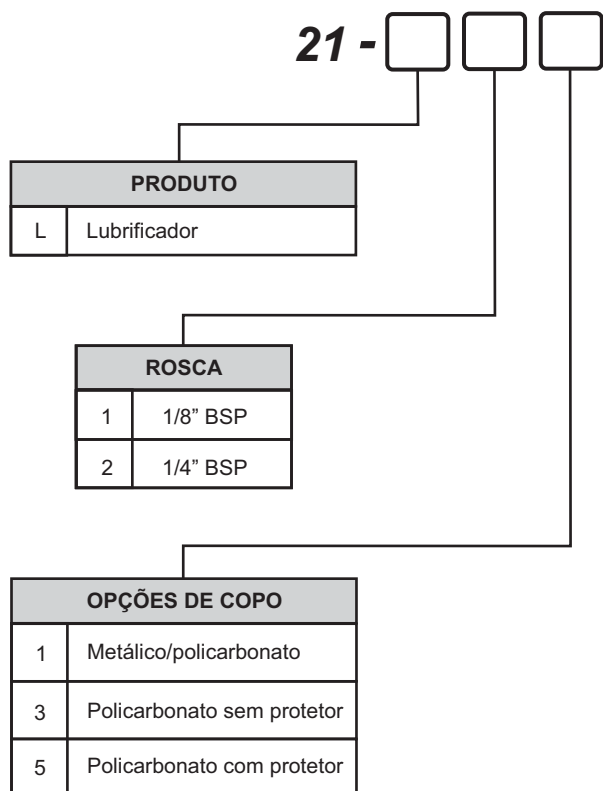 21 -
PRODUTO
L Lubrificador
ROSCA
1 1/8” BSP
2 1/4” BSP
OPÇÕES DE COPO
1 Metálico/policarbonato
3 Policarbonato sem protetor
5 Policarbonato com protetor